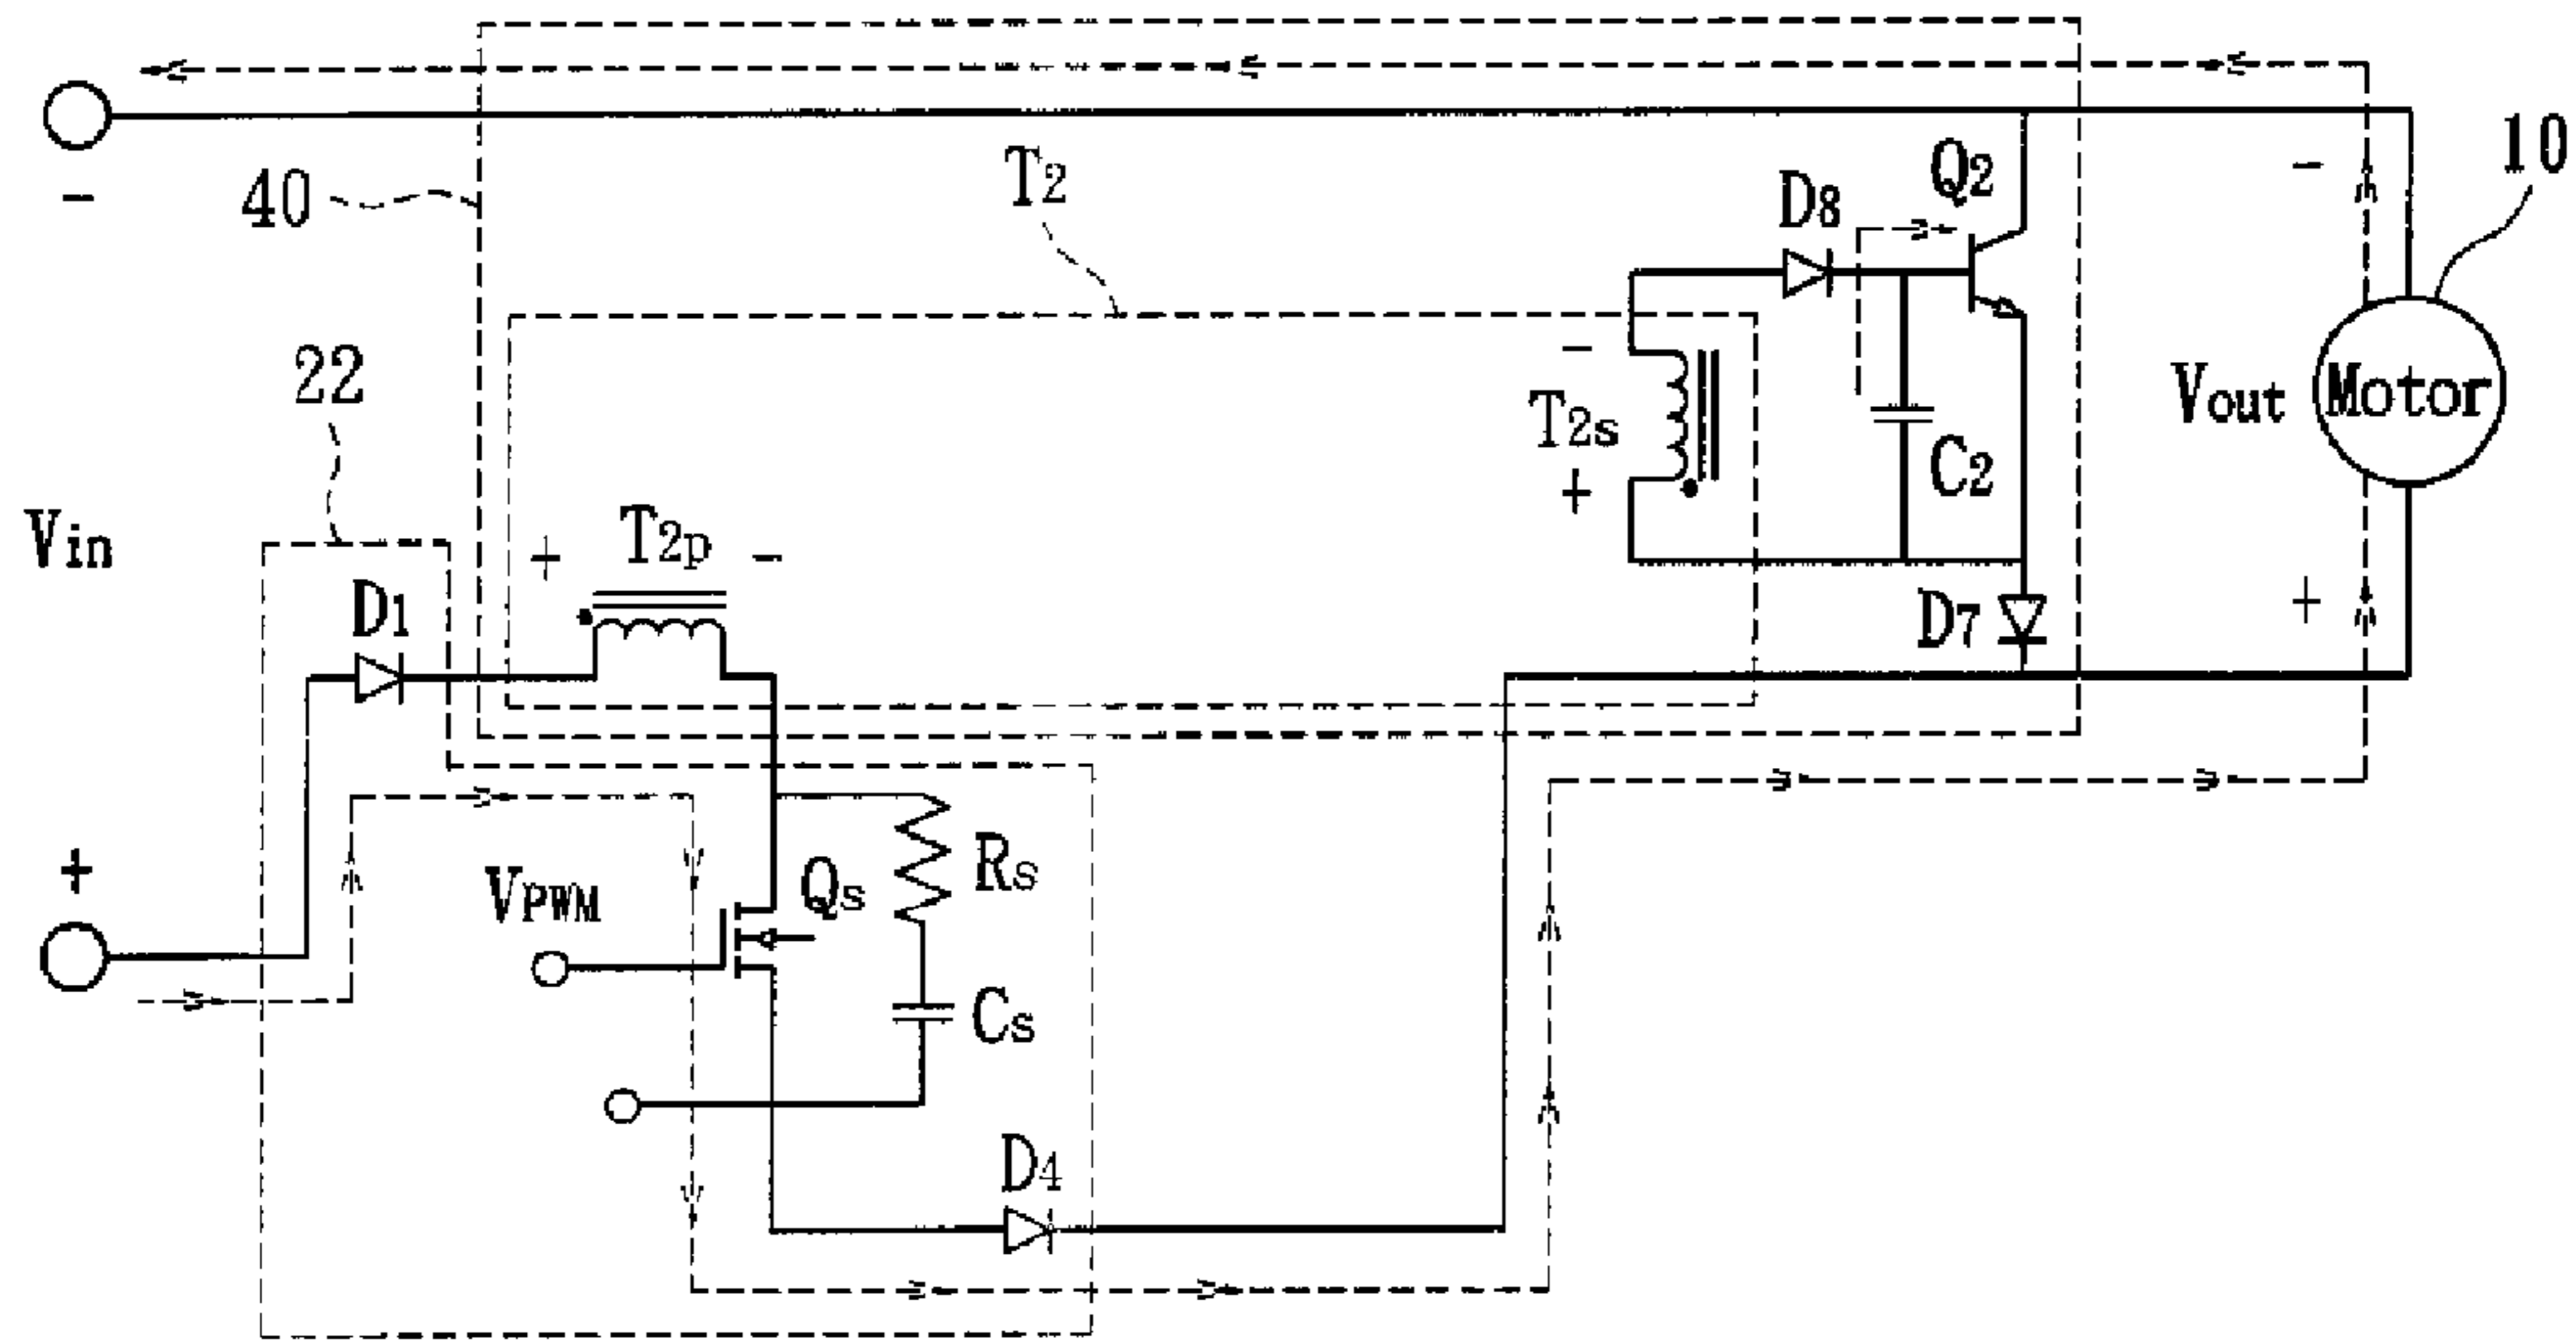 -
40
T2
Q2
-
10
D8
22
-
Vout
Motor
T2s
C2
+
Vin
+
T2p
-
D1
D7
+
+
VPWM
Qs
Rs
Cs
D4